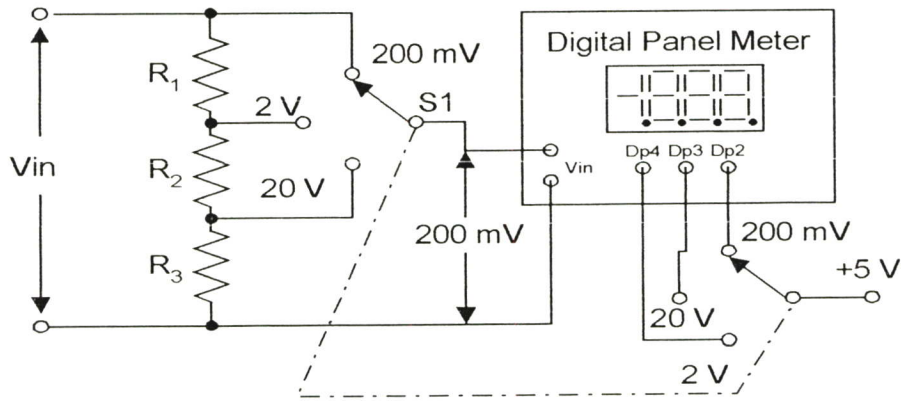 Digital Panel Meter
200 mV
R1
2 V
S1
Vin
Dp4 Dp3 Dp2
Vin
R2
20 V
200 mV
200 mV
+5 V
R3
20 V
2 V